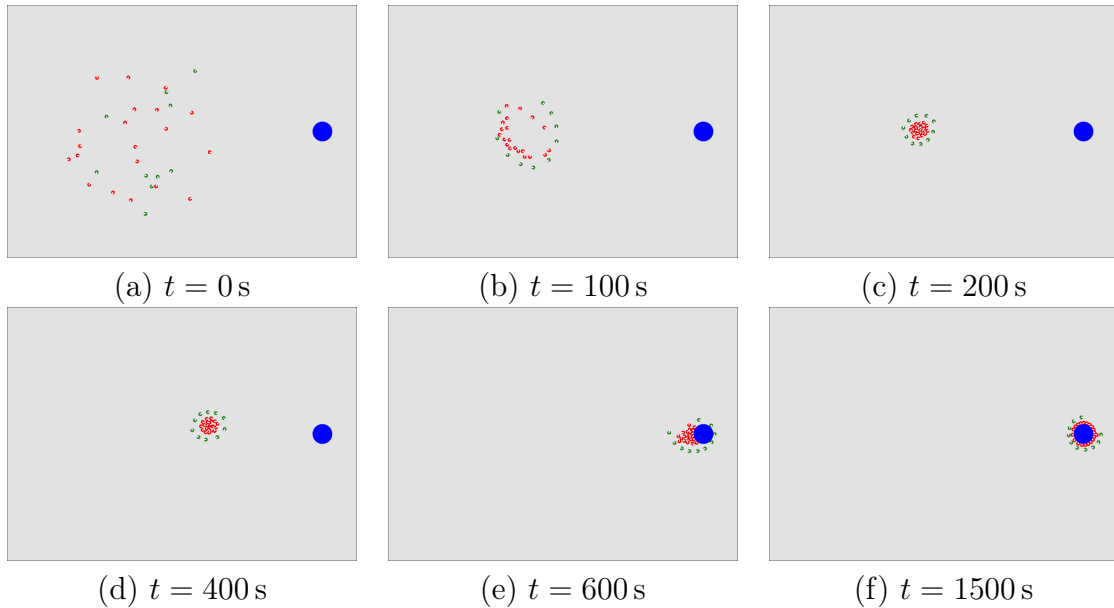 (a) t = 0 s
(b) t = 100 s
(c) t = 200 s
(d) t = 400 s
(e) t = 600 s
(f) t = 1500 s